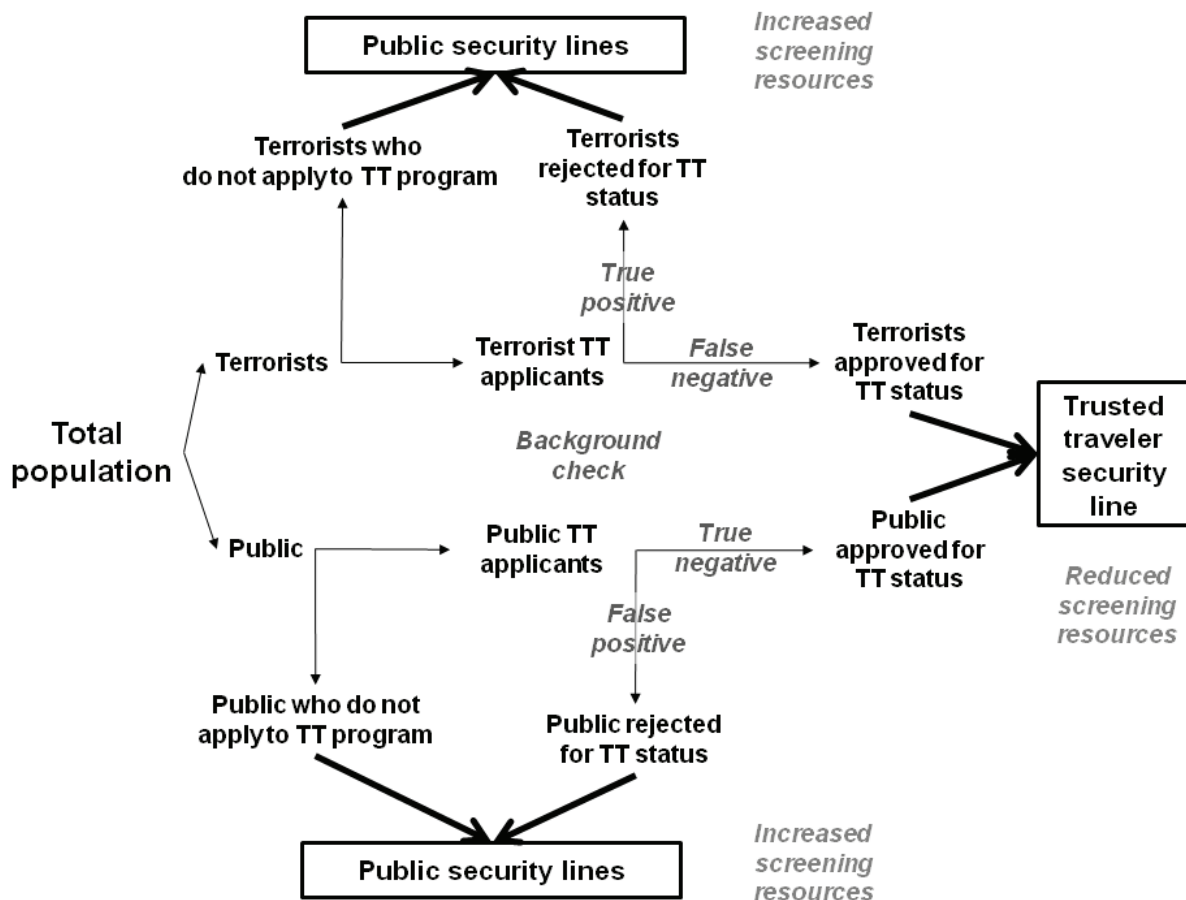 Public security lines
Increased
screening
resources
Terrorists who
do not apply to TT program
Terrorists
rejected for TT
status
True
positive
Terrorists
Terrorist TT
applicants
False
negative
Terrorists
approved for
TT status
Total
population
Background
check
Trusted
traveler
security
line
Public
Public TT
applicants
True
negative
Public
approved for
TT status
False
positive
Reduced
screening
resources
Public who do not
apply to TT program
Public rejected
for TT status
Public security lines
Increased
screening
resources